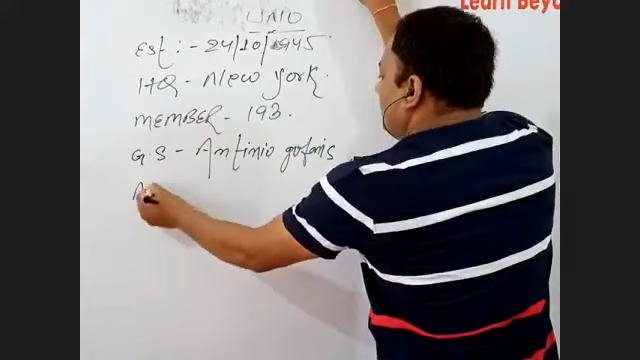 Learn Beyo
UNO
Est :- 24/10/1945
HQ - New York.
MEMBER - 193.
G.S - Antinio gutaris